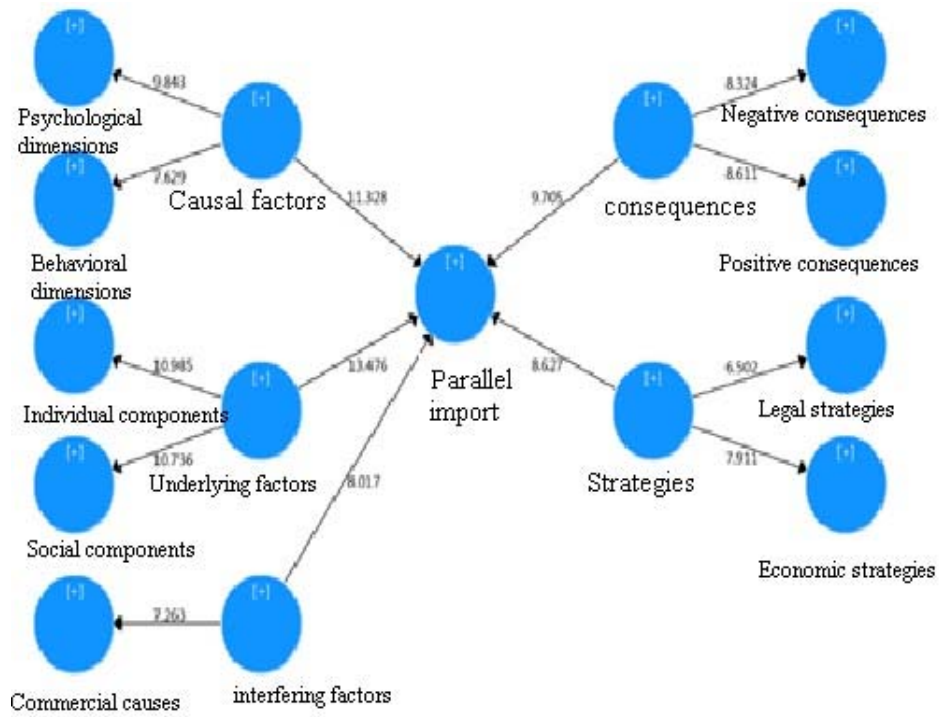 [+]
[+]
9.843
8.324
Psychological
dimensions
[+]
[+]
Negative consequences
[+]
[+]
7.629
8.611
Causal factors
11.328
9.705
consequences
Behavioral
dimensions
[+]
Positive consequences
[+]
[+]
10.985
13.476
Parallel
import
8.627
6.502
Individual components
[+]
[+]
Legal strategies
[+]
10.736
7.911
[+]
Underlying factors
8.017
Strategies
Social components
Economic strategies
[+]
[+]
7.263
Commercial causes
interfering factors